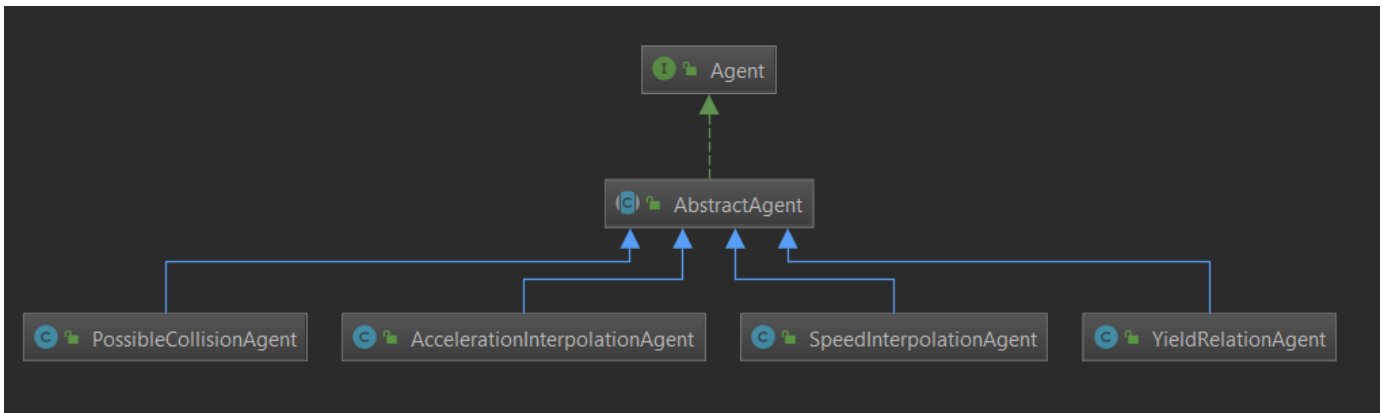 Agent
AbstractAgent
PossibleCollisionAgent
AccelerationInterpolationAgent
SpeedInterpolationAgent
YieldRelationAgent